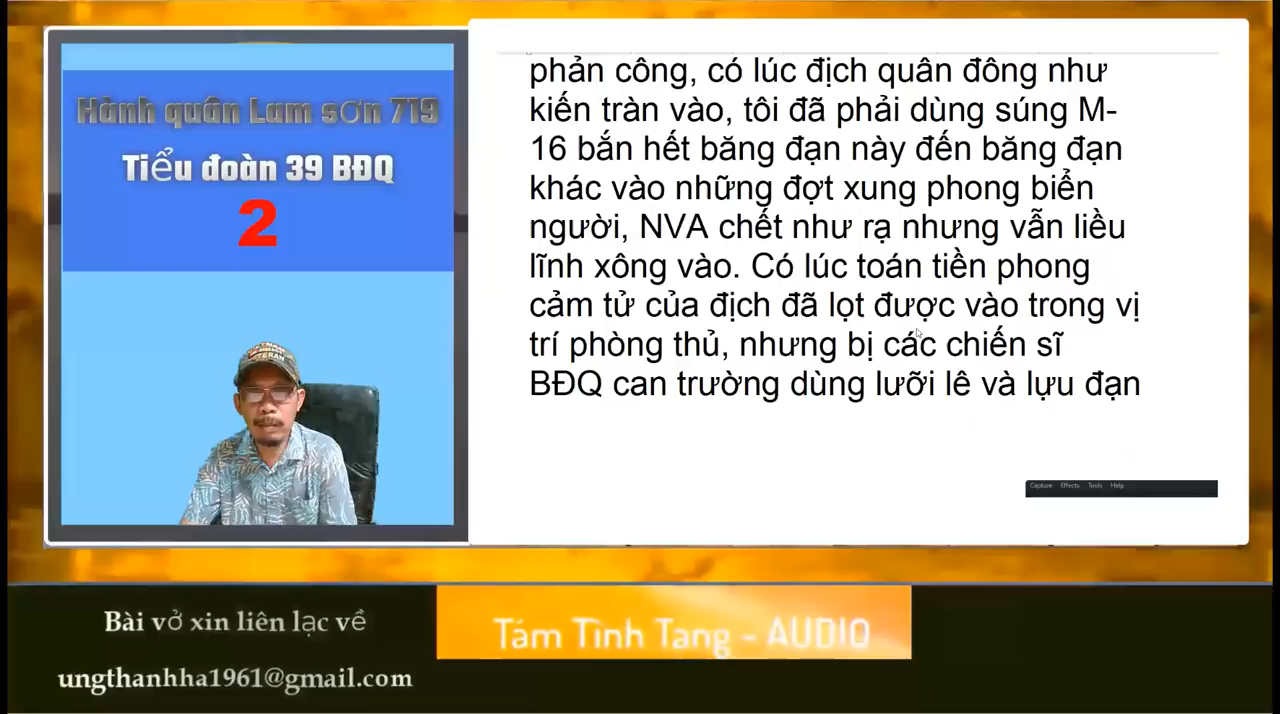 Hành quân Lam sơn 719
Tiểu đoàn 39 BĐQ
2
VETERAN
phản công, có lúc địch quân đông như
kiến tràn vào, tôi đã phải dùng súng M-
16 bắn hết băng đạn này đến băng đạn
khác vào những đợt xung phong biển
người, NVA chết như rạ nhưng vẫn liều
lĩnh xông vào. Có lúc toán tiền phong
cảm tử của địch đã lọt được vào trong vị
trí phòng thủ, nhưng bị các chiến sĩ
BĐQ can trường dùng lưỡi lê và lựu đạn
Capture Effects Tools Help
Bài vở xin liên lạc về
ungthanhha1961@gmail.com
Tám Tình Tang - AUDIO